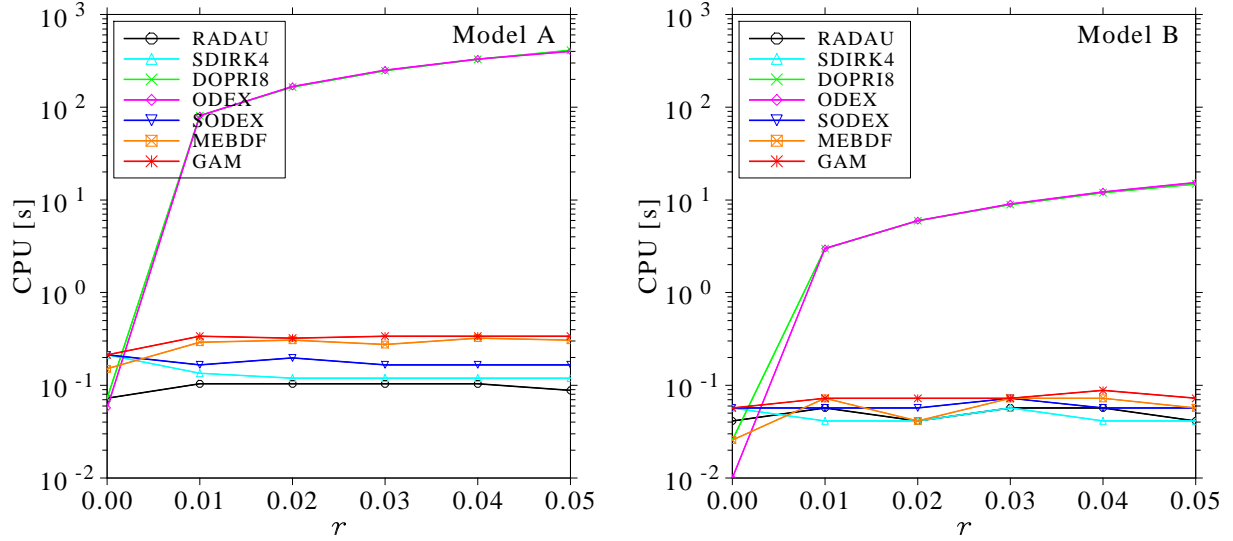 10^3
10^2
10^1
10^0
10^-1
10^-2
CPU [s]
Model A
RADAU
SDIRK4
DOPRI8
ODEX
SODEX
MEBDF
GAM
0.00 0.01 0.02 0.03 0.04 0.05
r
10^3
10^2
10^1
10^0
10^-1
10^-2
CPU [s]
Model B
RADAU
SDIRK4
DOPRI8
ODEX
SODEX
MEBDF
GAM
0.00 0.01 0.02 0.03 0.04 0.05
r